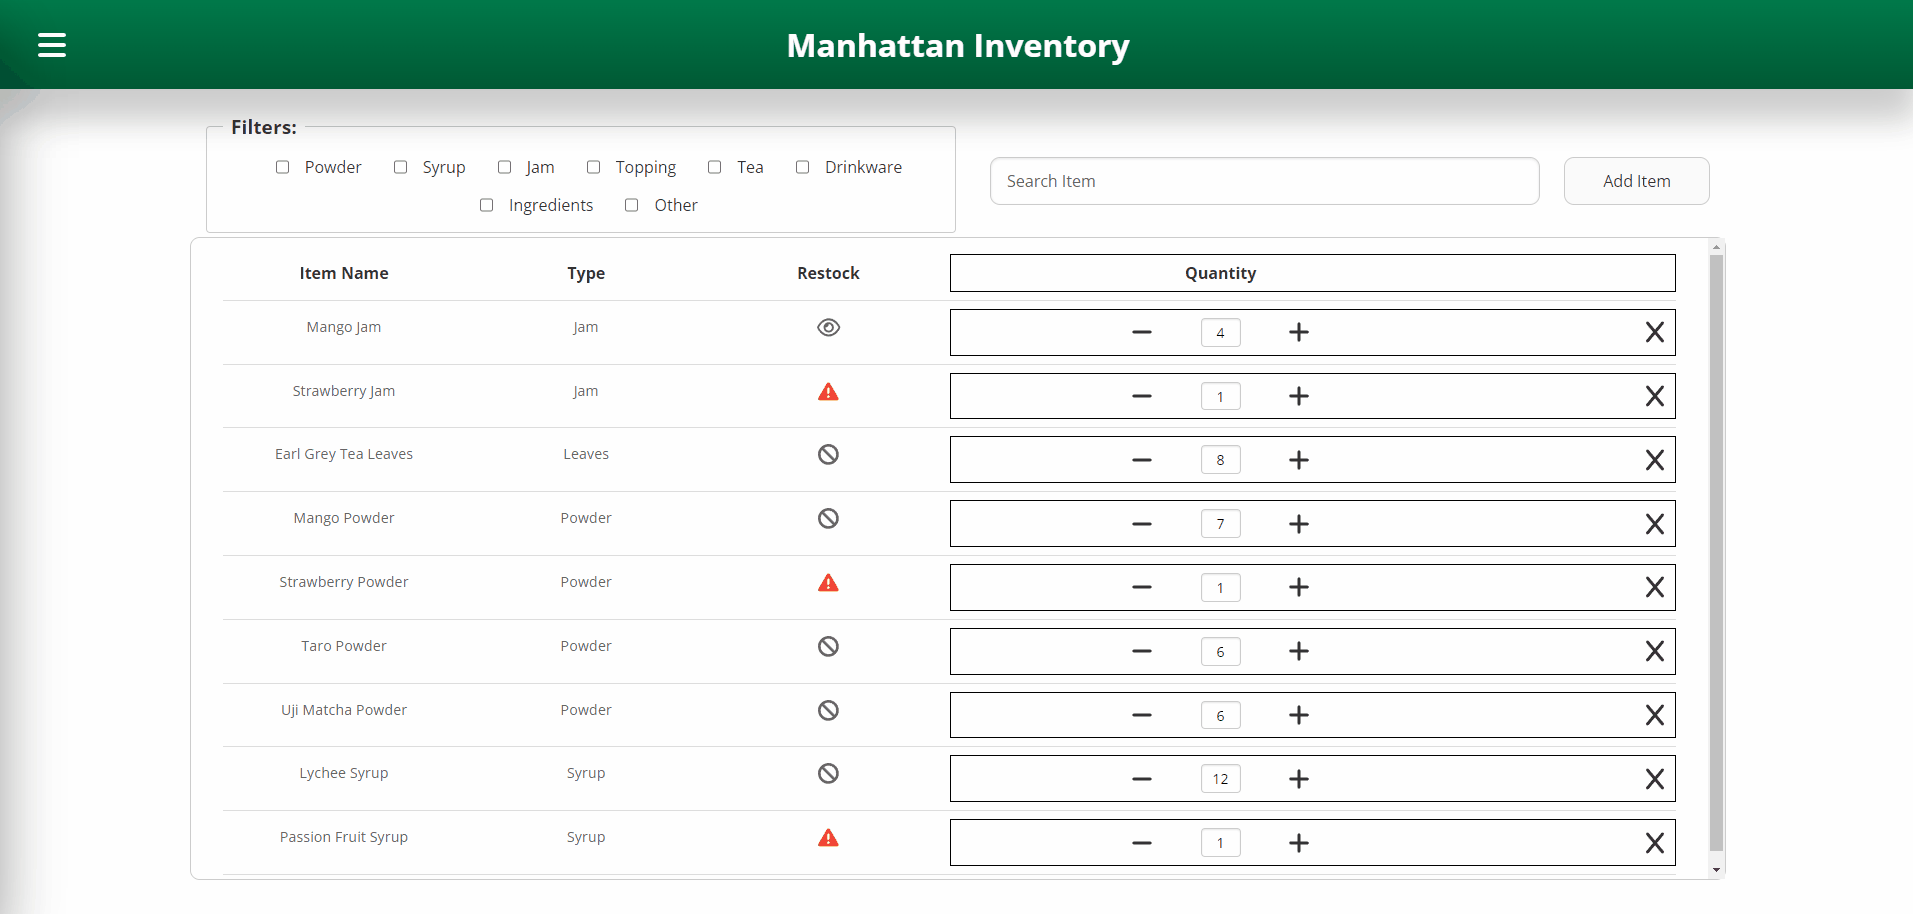 Manhattan Inventory
Filters:
Powder Syrup Jam Topping Tea Drinkware
Ingredients Other
Search Item
Add Item
Item Name Type Restock Quantity
Mango Jam Jam 4
Strawberry Jam Jam 1
Earl Grey Tea Leaves Leaves 8
Mango Powder Powder 7
Strawberry Powder Powder 1
Taro Powder Powder 6
Uji Matcha Powder Powder 6
Lychee Syrup Syrup 12
Passion Fruit Syrup Syrup 1